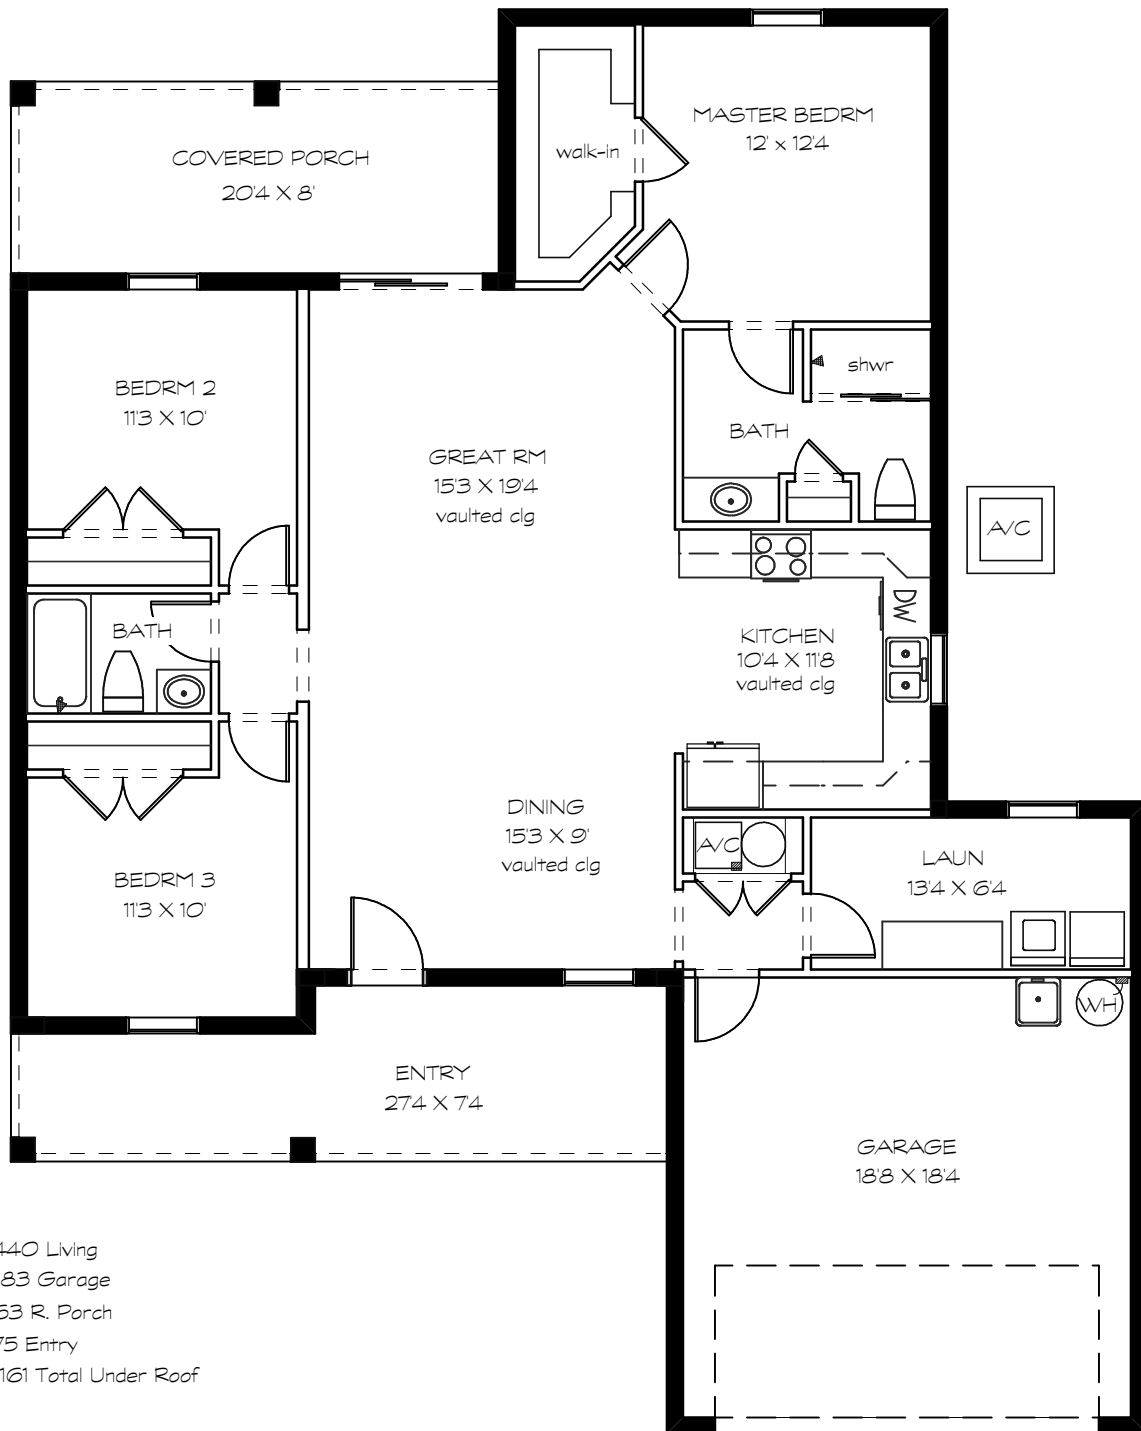 MASTER BEDRM
12' x 12'4
walk-in
COVERED PORCH
20'4 X 8'
shwr
BEDRM 2
11'3 X 10'
BATH
GREAT RM
15'3 X 19'4
vaulted clg
A/C
DW
BATH
KITCHEN
10'4 X 11'8
vaulted clg
DINING
15'3 X 9'
vaulted clg
A/C
LAUN
13'4 X 6'4
BEDRM 3
11'3 X 10'
WH
ENTRY
27'4 X 7'4
GARAGE
18'8 X 18'4
440 Living
83 Garage
63 R. Porch
75 Entry
161 Total Under Roof